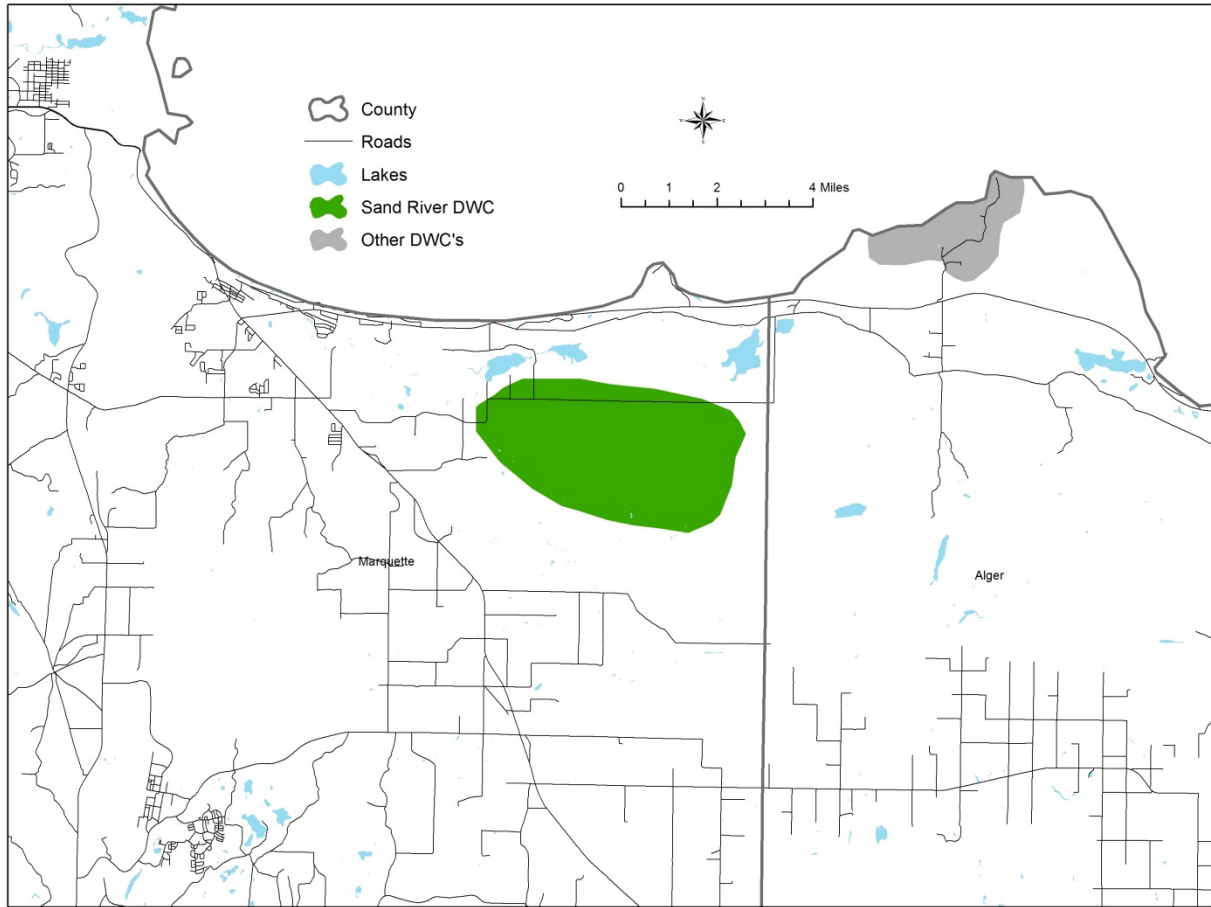 County
Roads
Lakes
Sand River DWC
Other DWC's
N
W E
S
0 1 2 4 Miles
Marquette
Alger